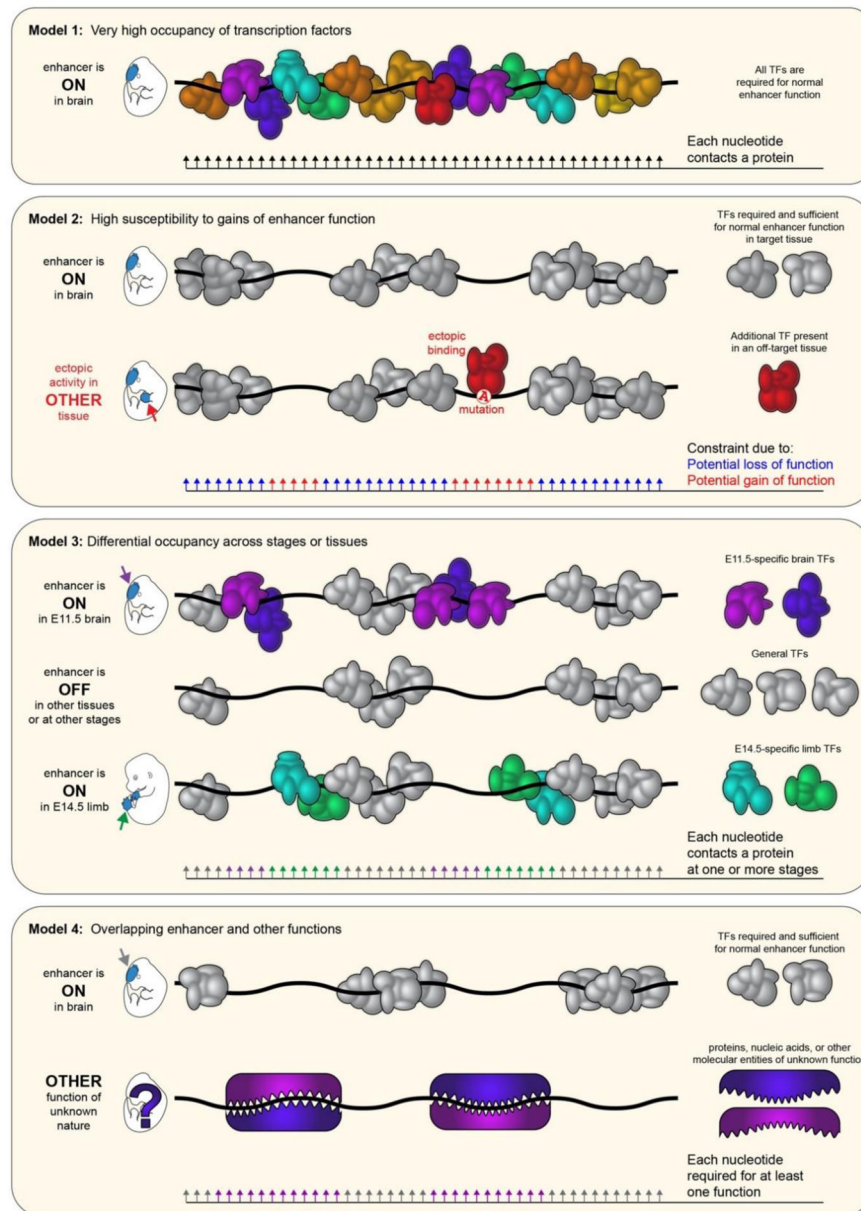 Model 1: Very high occupancy of transcription factors
enhancer is
ON
in brain
All TFs are
required for normal
enhancer function
Each nucleotide
contacts a protein
Model 2: High susceptibility to gains of enhancer function
enhancer is
ON
in brain
TFs required and sufficient
for normal enhancer function
in target tissue
ectopic
activity in
OTHER
tissue
ectopic
binding
A
mutation
Additional TF present
in an off-target tissue
Constraint due to:
Potential loss of function
Potential gain of function
Model 3: Differential occupancy across stages or tissues
enhancer is
ON
in E11.5 brain
E11.5-specific brain TFs
enhancer is
OFF
in other tissues
or at other stages
General TFs
enhancer is
ON
in E14.5 limb
E14.5-specific limb TFs
Each nucleotide
contacts a protein
at one or more stages
Model 4: Overlapping enhancer and other functions
enhancer is
ON
in brain
TFs required and sufficient
for normal enhancer function
OTHER
function of
unknown
nature
?
proteins, nucleic acids, or other
molecular entities of unknown function
Each nucleotide
required for at least
one function